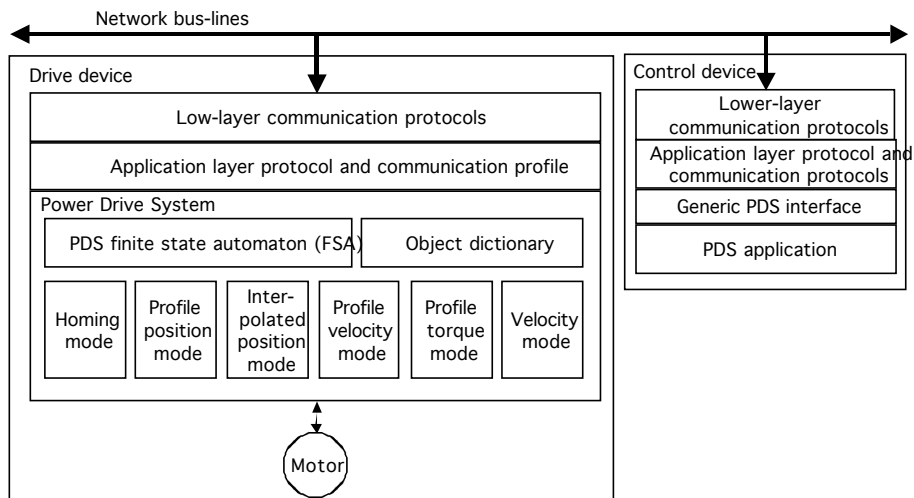 Network bus-lines
Drive device
Low-layer communication protocols
Application layer protocol and communication profile
Power Drive System
PDS finite state automaton (FSA)
Object dictionary
Homing
mode
Profile
position
mode
Inter-
polated
position
mode
Profile
velocity
mode
Profile
torque
mode
Velocity
mode
Motor
Control device
Lower-layer
communication protocols
Application layer protocol and
communication protocols
Generic PDS interface
PDS application